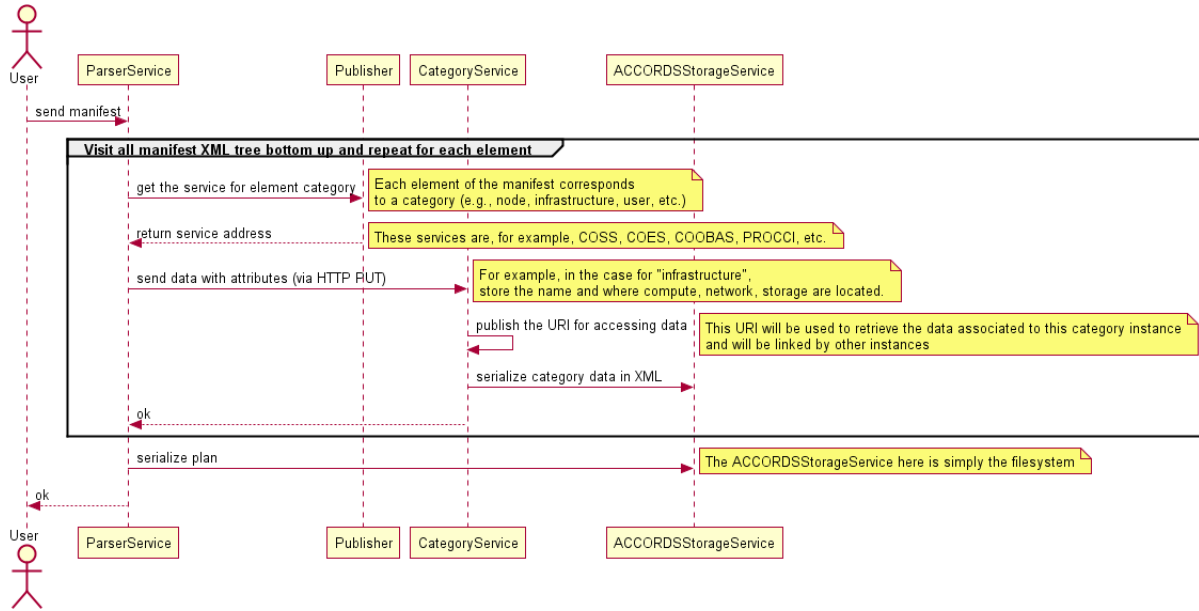 User
ParserService
Publisher
CategoryService
ACCORDSStorageService
send manifest
Visit all manifest XML tree bottom up and repeat for each element
get the service for element category
Each element of the manifest corresponds
to a category (e.g., node, infrastructure, user, etc.)
return service address
These services are, for example, COSS, COES, COOBAS, PROCCI, etc.
send data with attributes (via HTTP PUT)
For example, in the case for "infrastructure",
store the name and where compute, network, storage are located.
publish the URI for accessing data
This URI will be used to retrieve the data associated to this category instance
and will be linked by other instances
serialize category data in XML
ok
serialize plan
The ACCORDSStorageService here is simply the filesystem
ok
User
ParserService
Publisher
CategoryService
ACCORDSStorageService